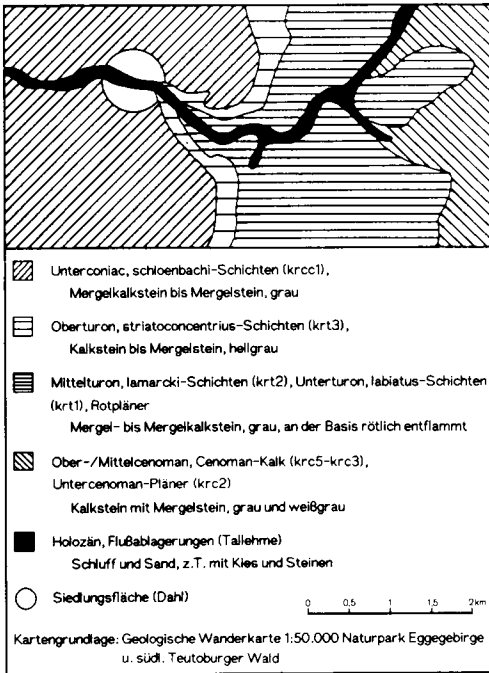 Unterconiac, schloenbachi-Schichten (krcc1),
Mergelkalkstein bis Mergelstein, grau
Oberturon, striatoconcentrius-Schichten (krt3),
Kalkstein bis Mergelstein, hellgrau
Mittelturon, lamarcki-Schichten (krt2), Unterturon, labiatus-Schichten
(krt1), Rotpläner
Mergel- bis Mergelkalkstein, grau, an der Basis rötlich entflammt
Ober-/Mittelcenoman, Cenoman-Kalk (krc5-krc3),
Untercenoman-Pläner (krc2)
Kalkstein mit Mergelstein, grau und weißgrau
Holozän, Flußablagerungen (Tallehme)
Schluff und Sand, z.T. mit Kies und Steinen
Siedlungsfläche (Dahl)
0 0,5 1 1,5 2 km
Kartengrundlage: Geologische Wanderkarte 1:50.000 Naturpark Eggegebirge
u. südl. Teutoburger Wald